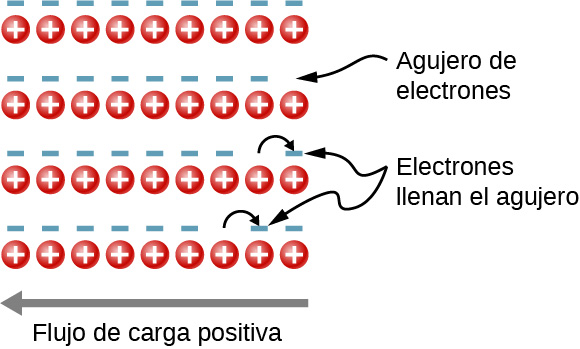 Agujero de
electrones
Electrones
llenan el agujero
Flujo de carga positiva